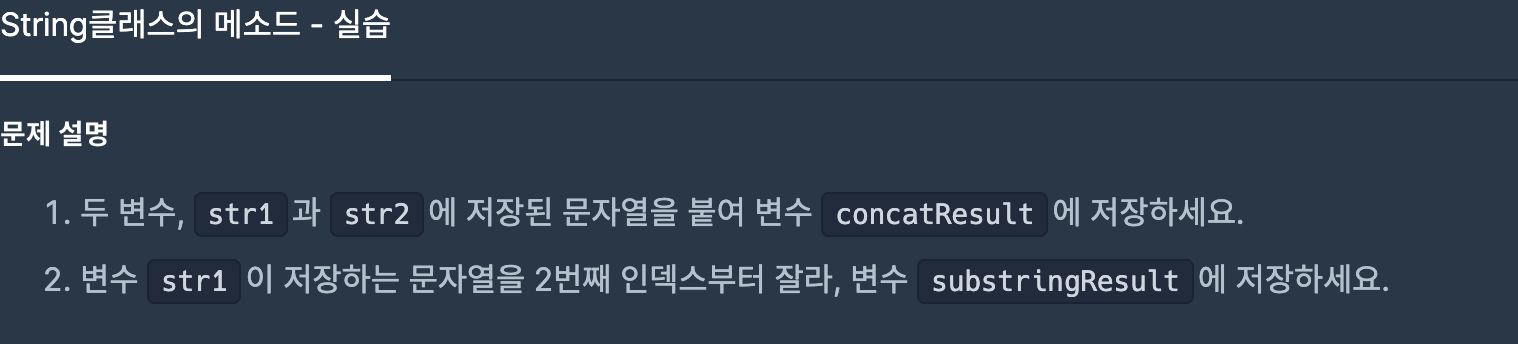 String클래스의 메소드 - 실습
문제 설명
1. 두 변수, str1 과 str2 에 저장된 문자열을 붙여 변수 concatResult 에 저장하세요.
2. 변수 str1 이 저장하는 문자열을 2번째 인덱스부터 잘라, 변수 substringResult 에 저장하세요.